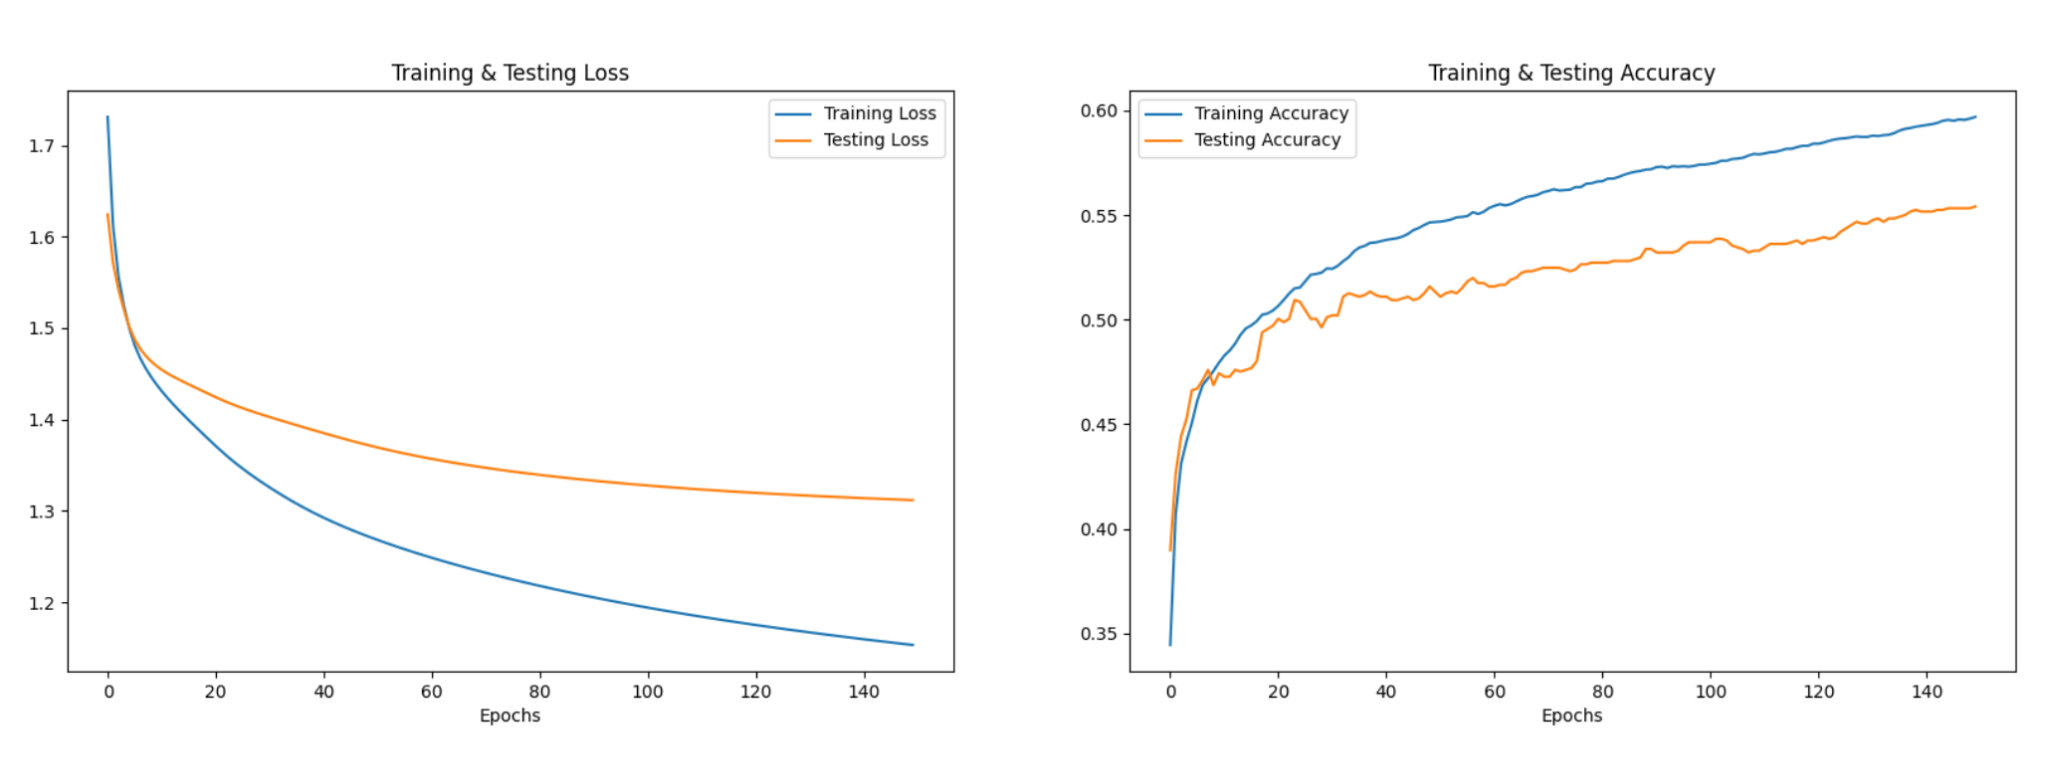 Training & Testing Loss
Training Loss
Testing Loss
1.7
1.6
1.5
1.4
1.3
1.2
0 20 40 60 80 100 120 140
Epochs
Training & Testing Accuracy
Training Accuracy
Testing Accuracy
0.60
0.55
0.50
0.45
0.40
0.35
0 20 40 60 80 100 120 140
Epochs